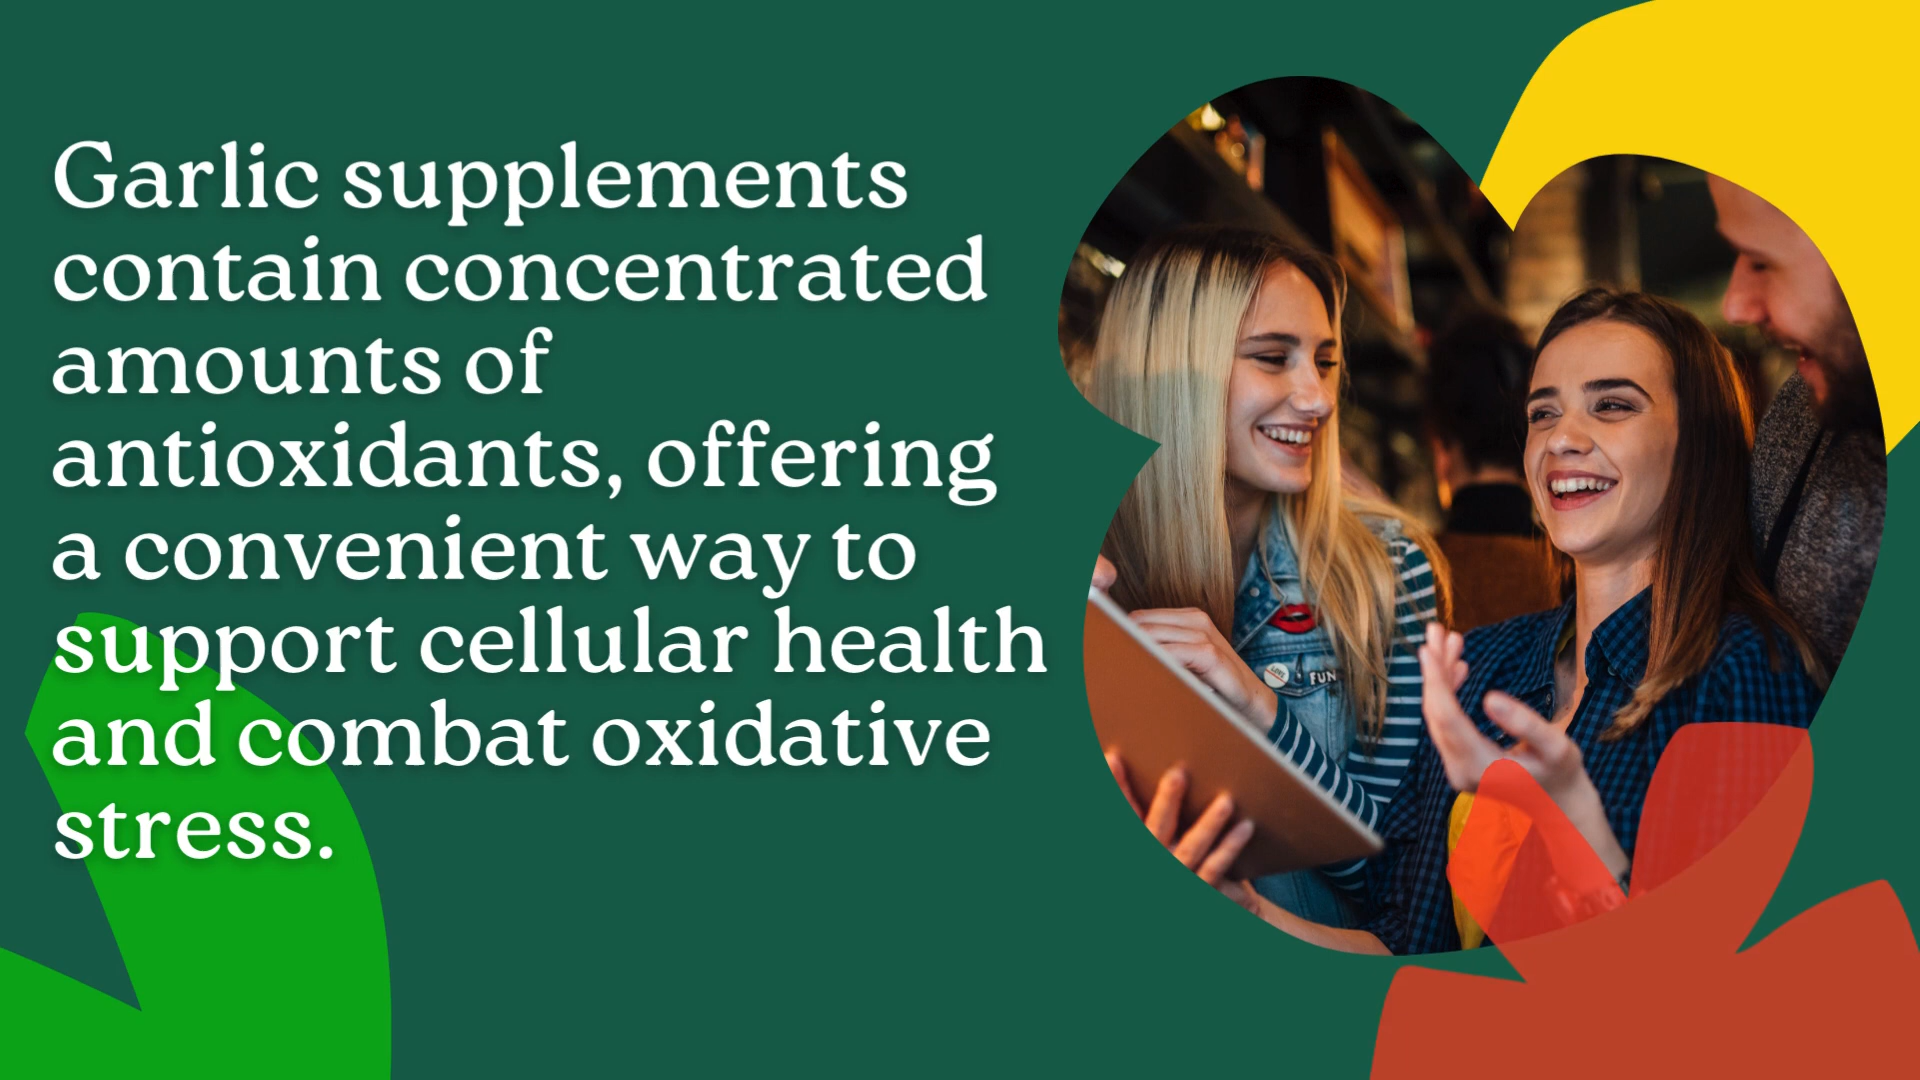 Garlic supplements
contain concentrated
amounts of
antioxidants, offering
a convenient way to
support cellular health
and combat oxidative
stress.
FUN